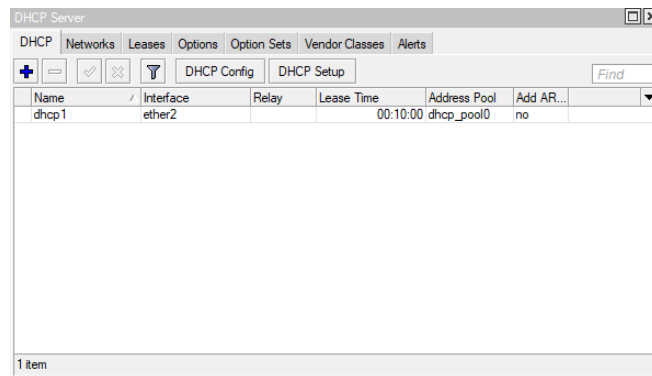 DHCP Server
DHCP Networks Leases Options Option Sets Vendor Classes Alerts
DHCP Config DHCP Setup Find
Name Interface Relay Lease Time Address Pool Add AR...
dhcp1 ether2 00:10:00 dhcp_pool0 no
1 item